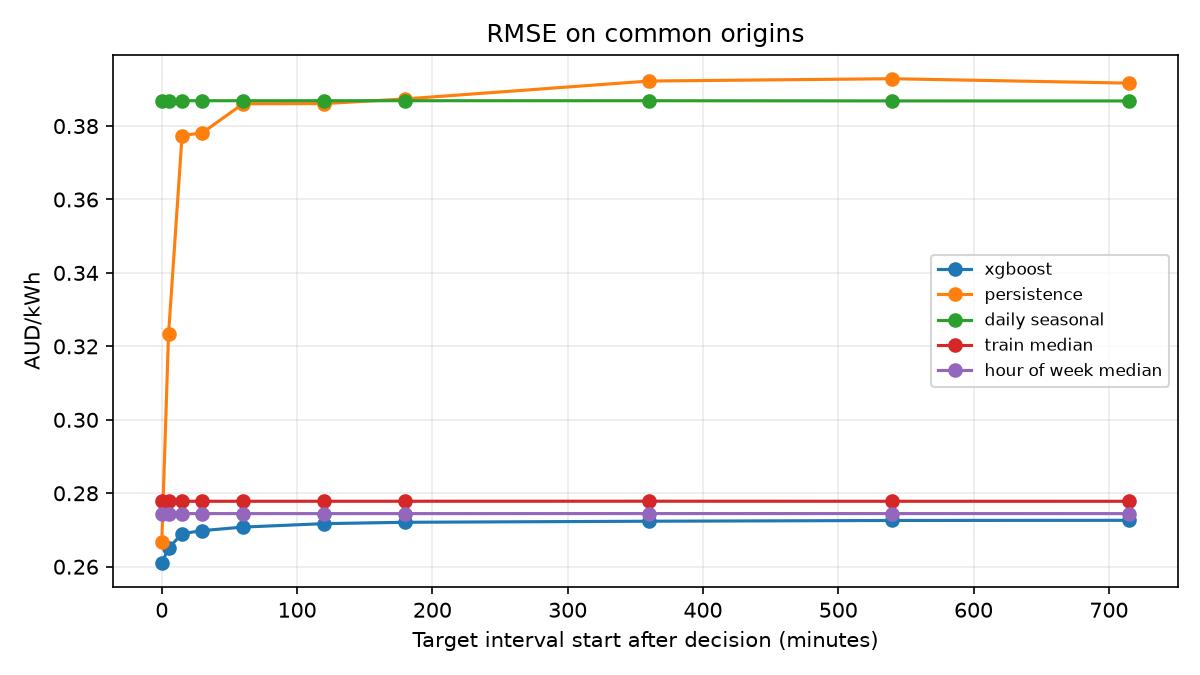 RMSE on common origins
AUD/kWh
0.38
0.36
0.34
0.32
0.30
0.28
0.26
xgboost
persistence
daily seasonal
train median
hour of week median
0 100 200 300 400 500 600 700
Target interval start after decision (minutes)